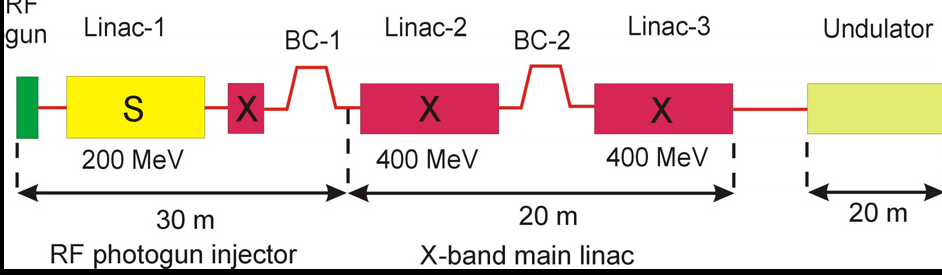 RF
gun
Linac-1
BC-1
Linac-2
BC-2
Linac-3
Undulator
S
X
X
X
200 MeV
400 MeV
400 MeV
30 m
20 m
20 m
RF photogun injector
X-band main linac